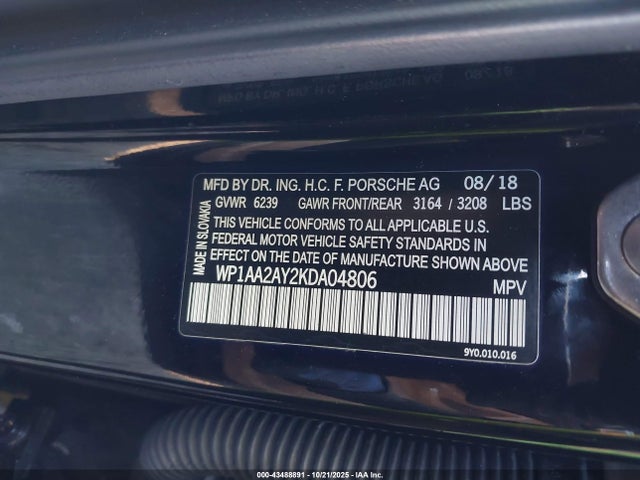 MFD BY DR. ING. H.C. F. PORSCHE AG 08/18
GVWR 6239 GAWR FRONT/REAR 3164 / 3208 LBS
THIS VEHICLE CONFORMS TO ALL APPLICABLE U.S.
FEDERAL MOTOR VEHICLE SAFETY STANDARDS IN
EFFECT ON THE DATE OF MANUFACTURE SHOWN ABOVE
WP1AA2AY2KDA04806 MPV
MADE IN SLOVAKIA
9Y0.010.016
000-43488891 - 10/21/2025 - IAA Inc.